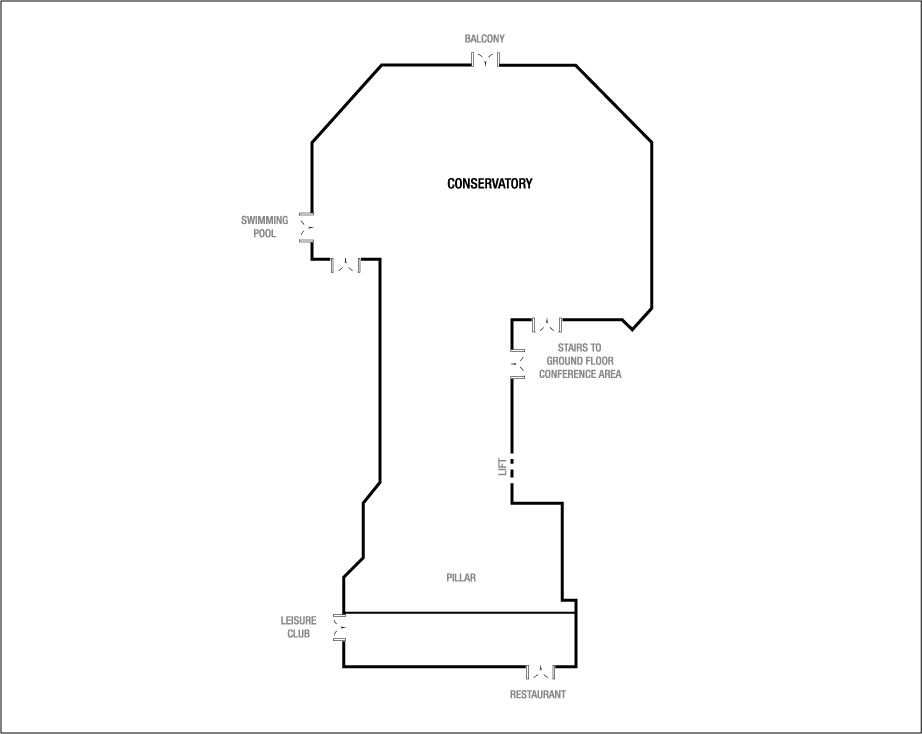 BALCONY
CONSERVATORY
SWIMMING
POOL
STAIRS TO
GROUND FLOOR
CONFERENCE AREA
LIFT
PILLAR
LEISURE
CLUB
RESTAURANT